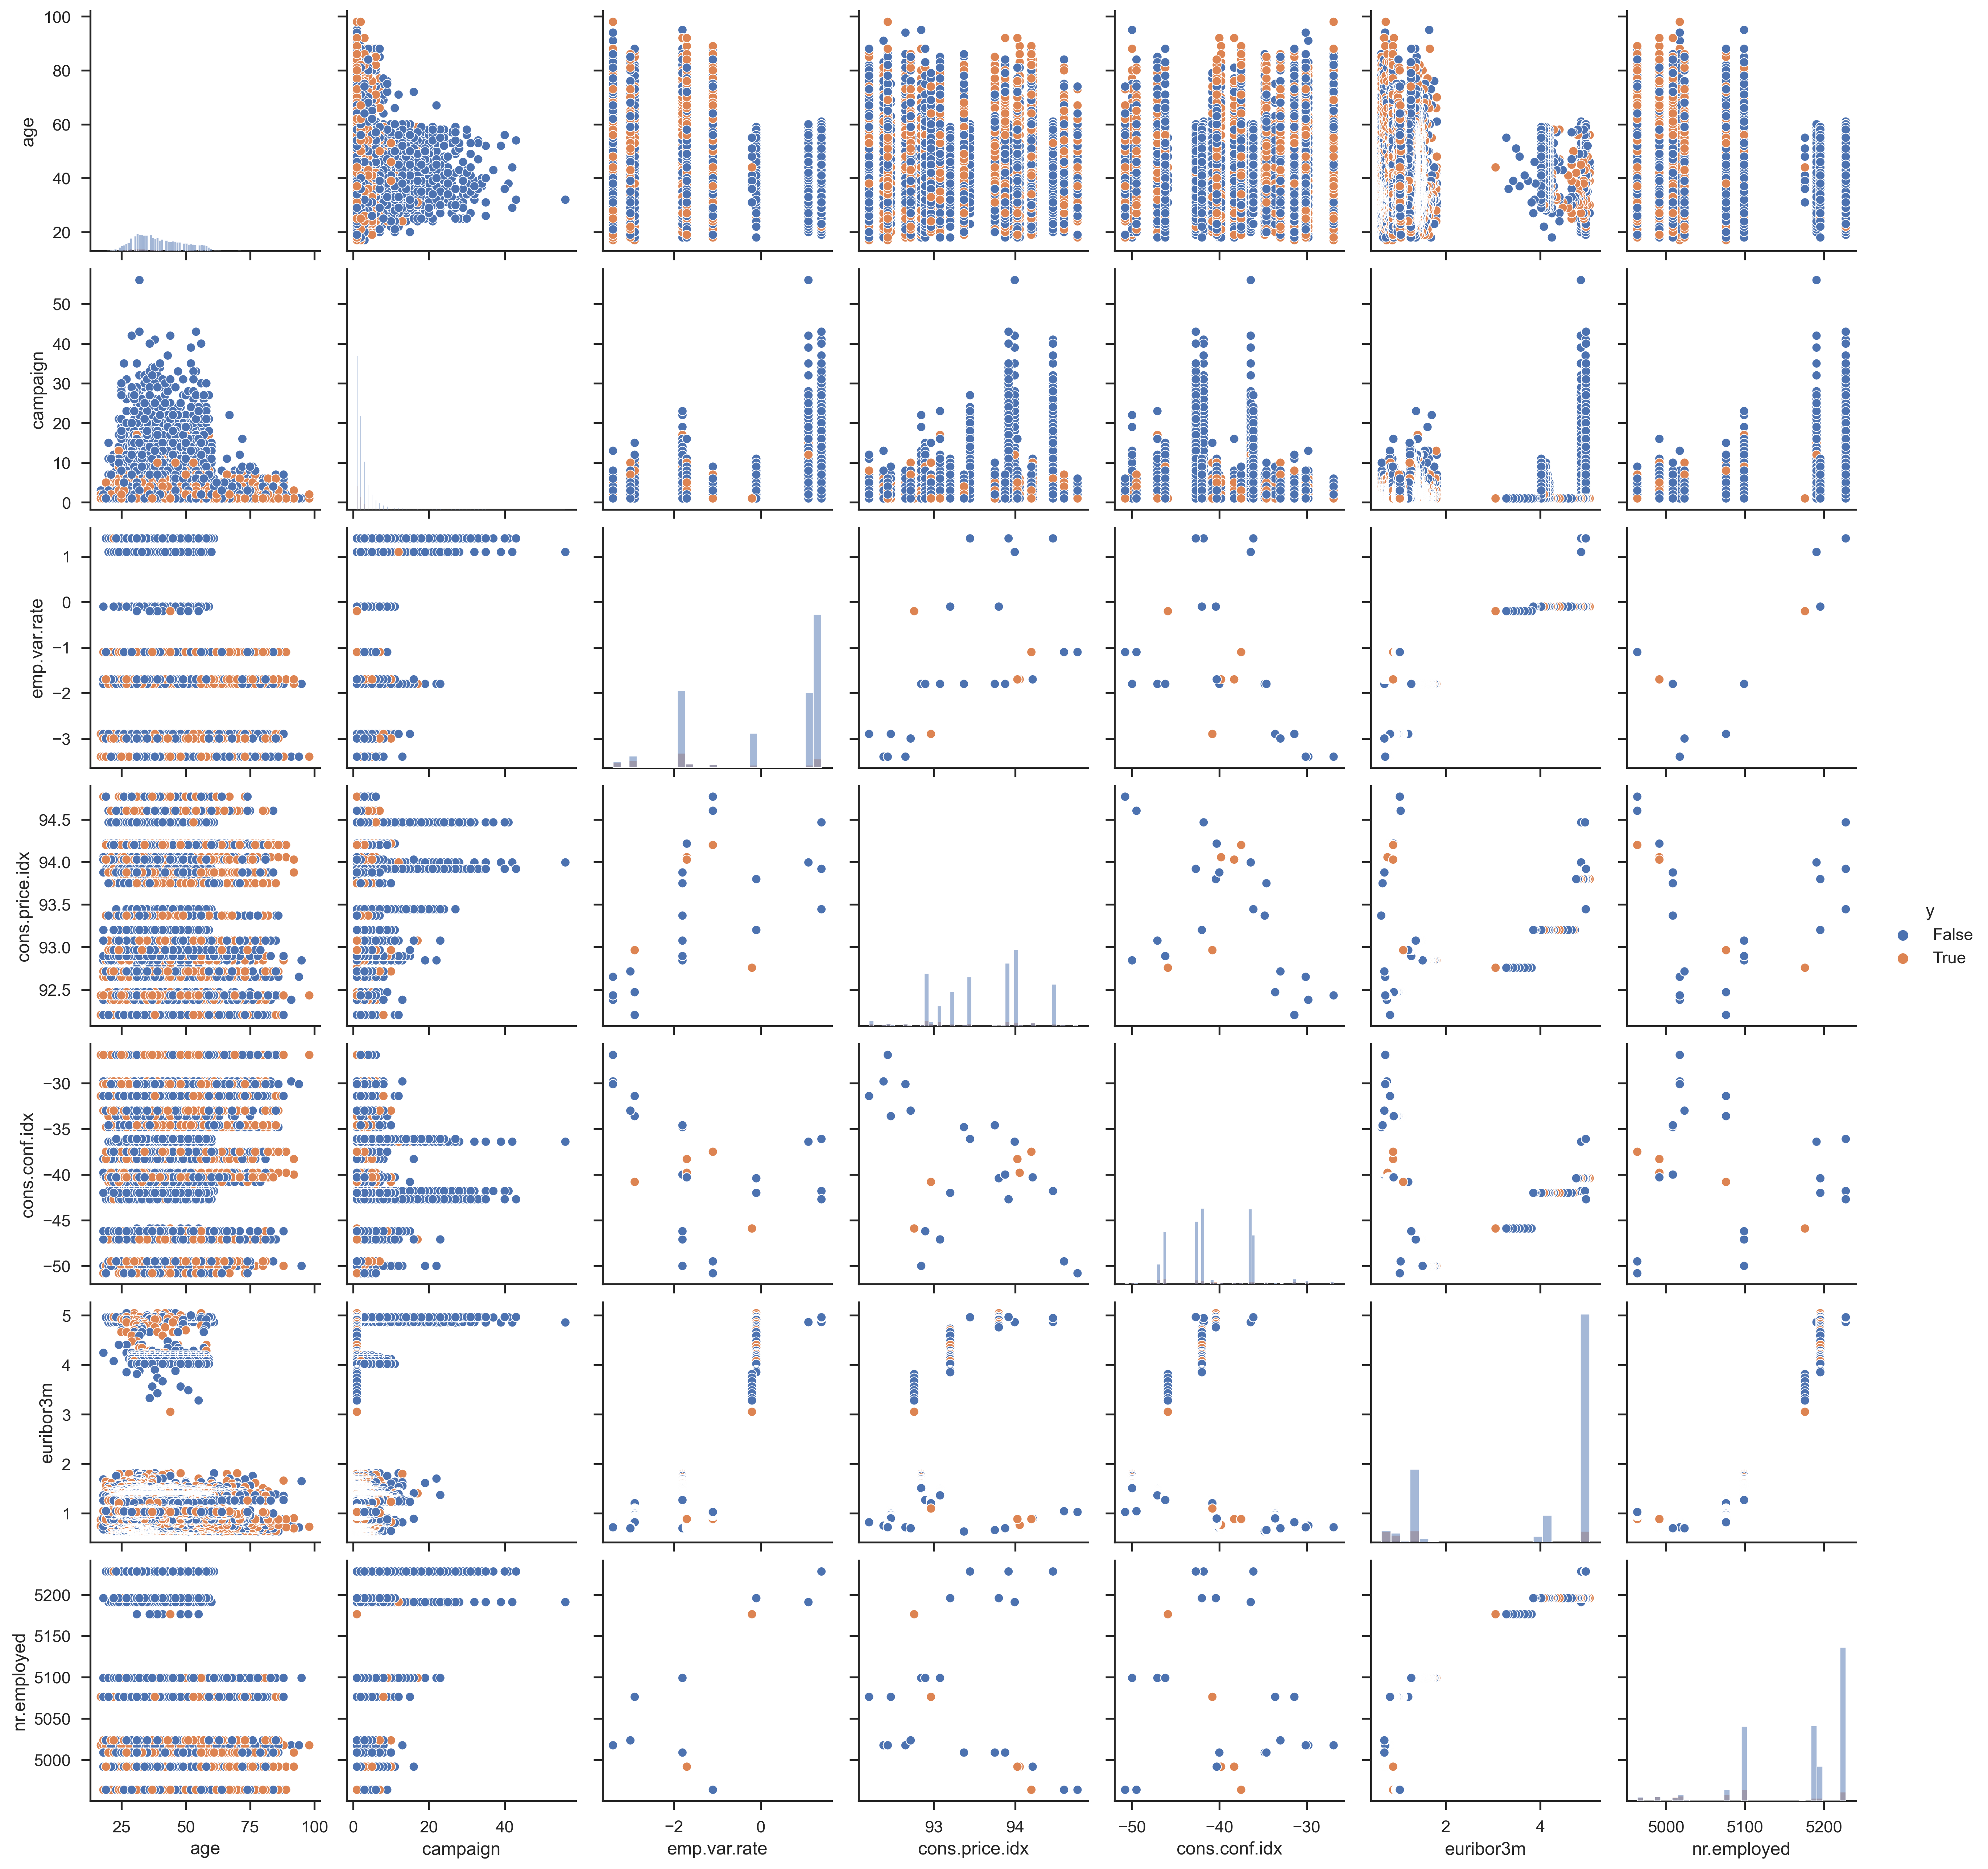 100
80
60
40
20
age
50
40
30
20
10
0
campaign
1
0
−1
−2
−3
emp.var.rate
94.5
94.0
93.5
93.0
92.5
cons.price.idx
y
False
True
−30
−35
−40
−45
−50
cons.conf.idx
5
4
3
2
1
euribor3m
5200
5150
5100
5050
5000
nr.employed
25 50 75 100
0 20 40
−2 0
93 94
−50 −40 −30
2 4
5000 5100 5200
age
campaign
emp.var.rate
cons.price.idx
cons.conf.idx
euribor3m
nr.employed